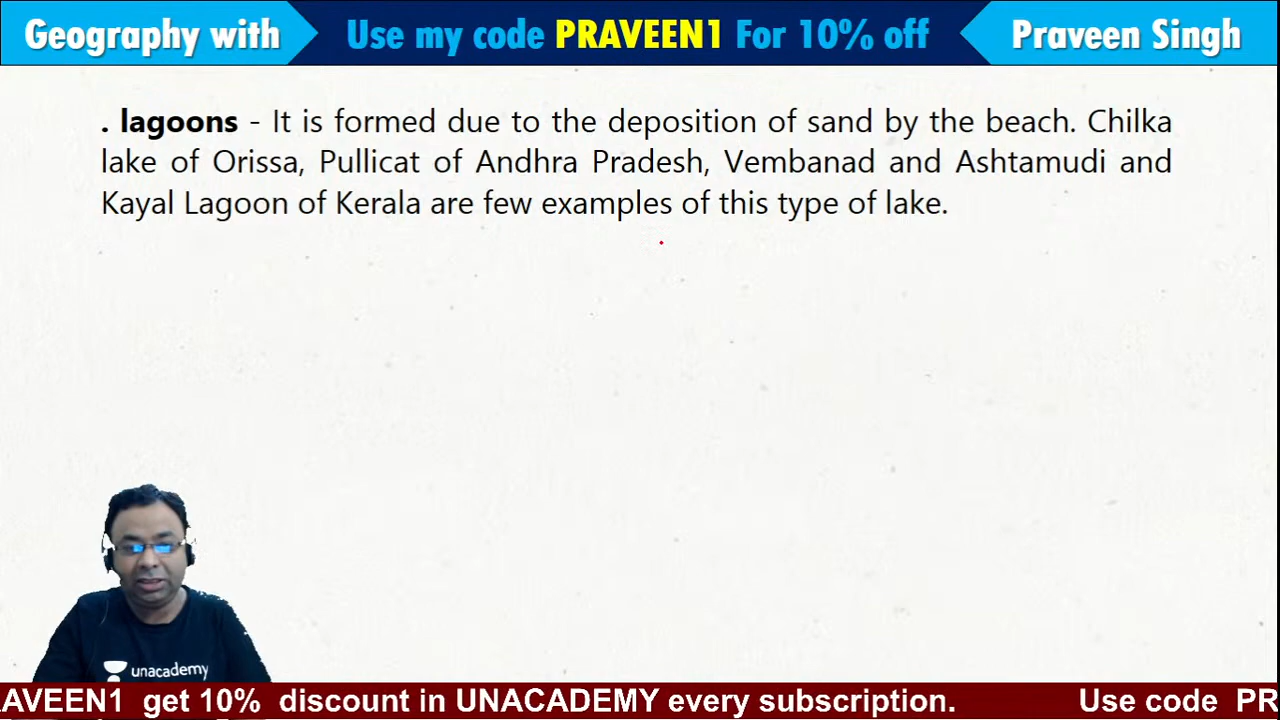 Geography with
Use my code PRAVEEN1 For 10% off
Praveen Singh
. lagoons - It is formed due to the deposition of sand by the beach. Chilka
lake of Orissa, Pullicat of Andhra Pradesh, Vembanad and Ashtamudi and
Kayal Lagoon of Kerala are few examples of this type of lake.
unacademy
AVEEN1 get 10% discount in UNACADEMY every subscription. Use code PR